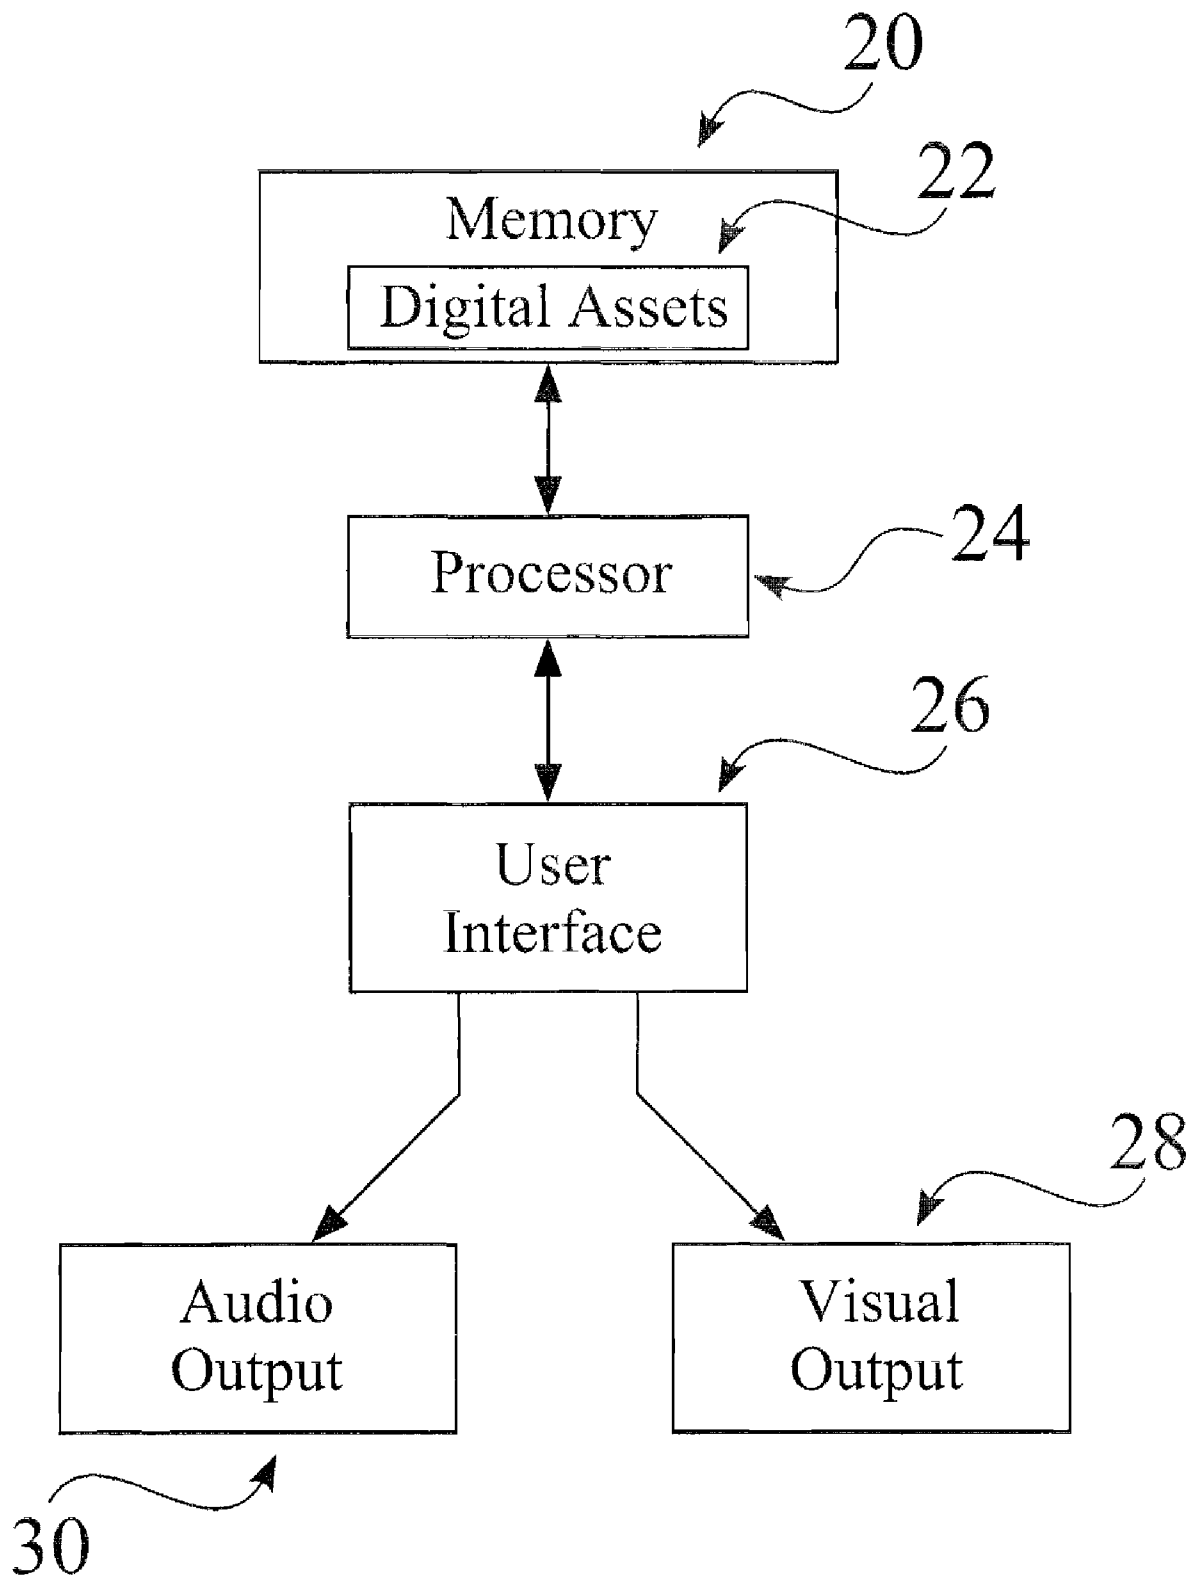 20
22
Memory
Digital Assets
24
Processor
26
User
Interface
28
Audio
Output
Visual
Output
30